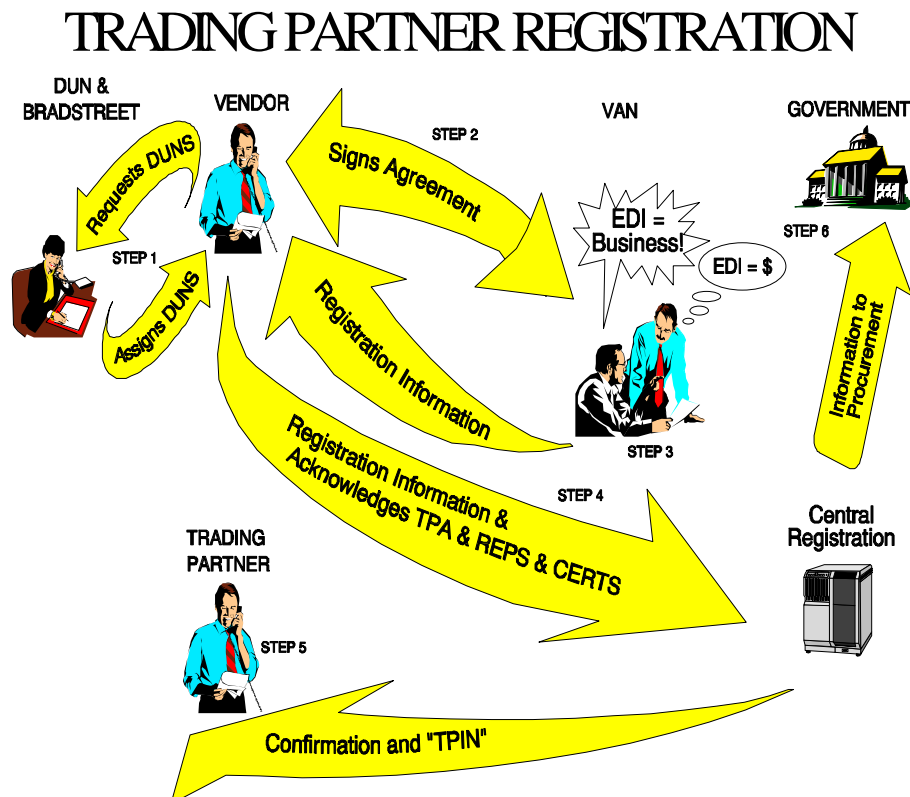 TRADING PARTNER REGISTRATION
DUN &
BRADSTREET
VENDOR
VAN
GOVERNMENT
STEP 2
Requests DUNS
Signs Agreement
STEP 1
Assigns DUNS
EDI =
Business!
EDI = $
STEP 6
Information to
Procurement
Registration Information
STEP 3
Registration Information &
Acknowledges TPA & REPS & CERTS
STEP 4
Central
Registration
TRADING
PARTNER
STEP 5
Confirmation and "TPIN"